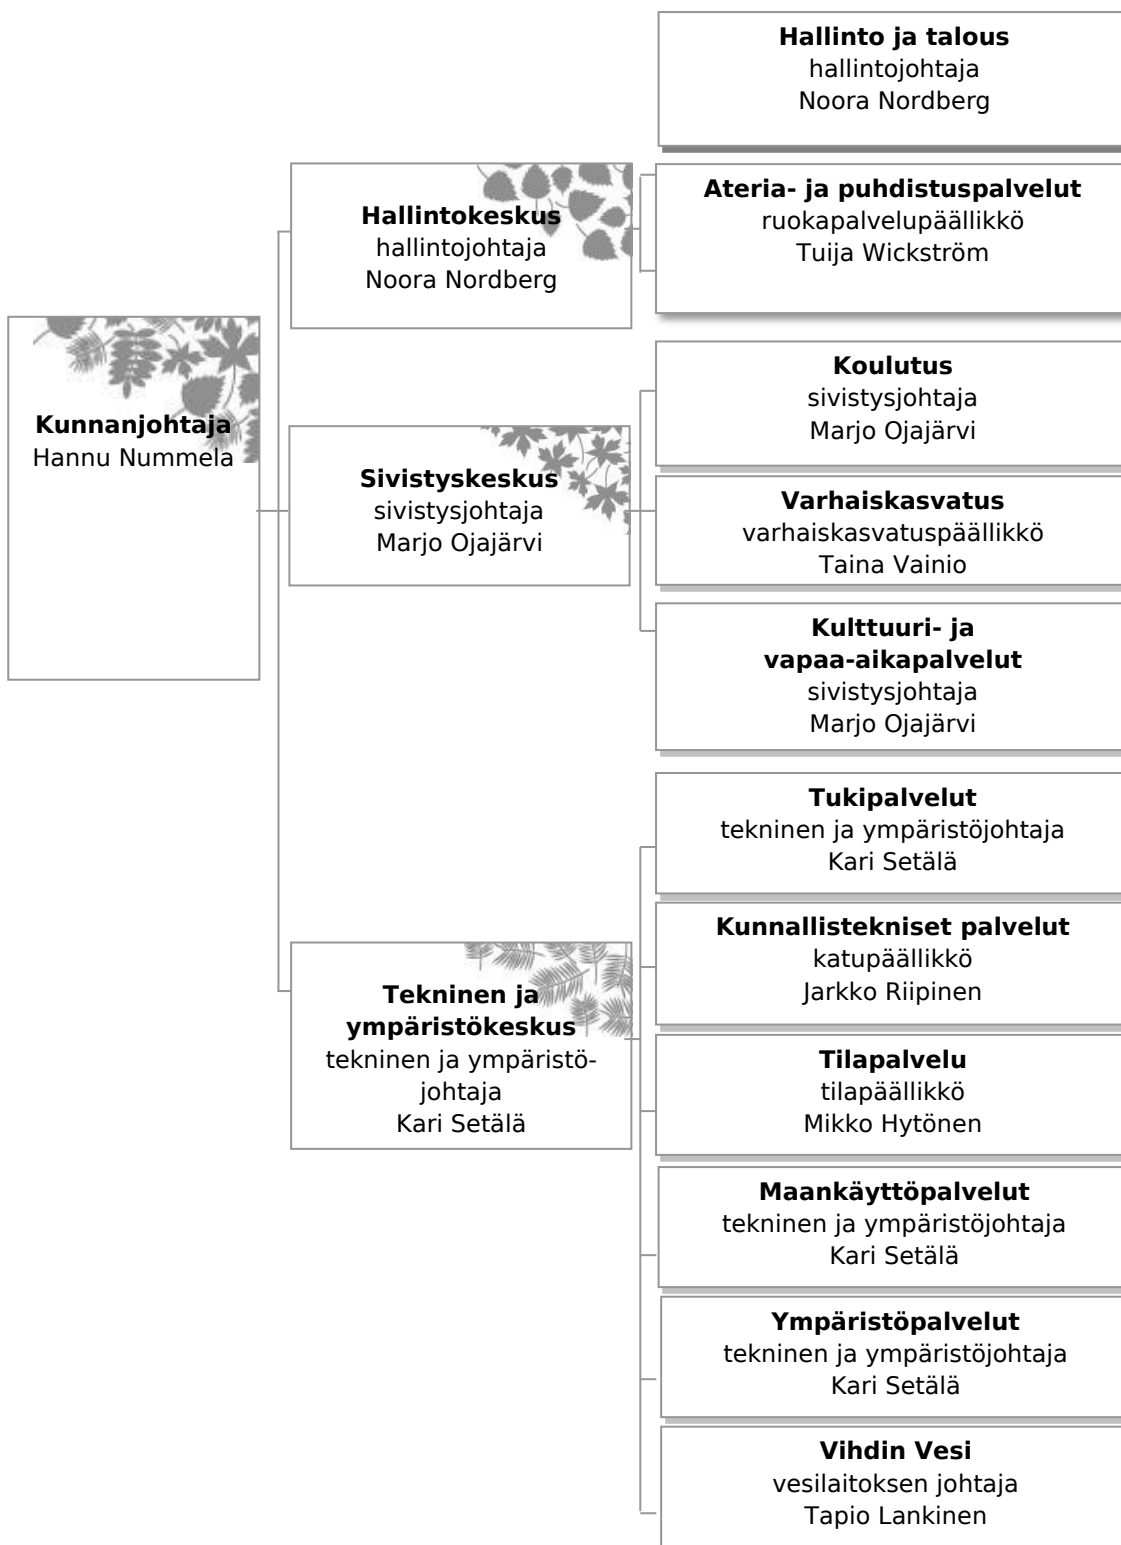 Hallinto ja talous
hallintojohtaja
Noora Nordberg
Hallintokeskus
hallintojohtaja
Noora Nordberg
Ateria- ja puhdistuspalvelut
ruokapalvelupäällikkö
Tuija Wickström
Kunnanjohtaja
Hannu Nummela
Sivistyskeskus
sivistysjohtaja
Marjo Ojajärvi
Koulutus
sivistysjohtaja
Marjo Ojajärvi
Varhaiskasvatus
varhaiskasvatuspäällikkö
Taina Vainio
Kulttuuri- ja
vapaa-aikapalvelut
sivistysjohtaja
Marjo Ojajärvi
Tekninen ja
ympäristökeskus
tekninen ja ympäristö-
johtaja
Kari Setälä
Tukipalvelut
tekninen ja ympäristöjohtaja
Kari Setälä
Kunnallistekniset palvelut
katupäällikkö
Jarkko Riipinen
Tilapalvelu
tilapäällikkö
Mikko Hytönen
Maankäyttöpalvelut
tekninen ja ympäristöjohtaja
Kari Setälä
Ympäristöpalvelut
tekninen ja ympäristöjohtaja
Kari Setälä
Vihdin Vesi
vesilaitoksen johtaja
Tapio Lankinen